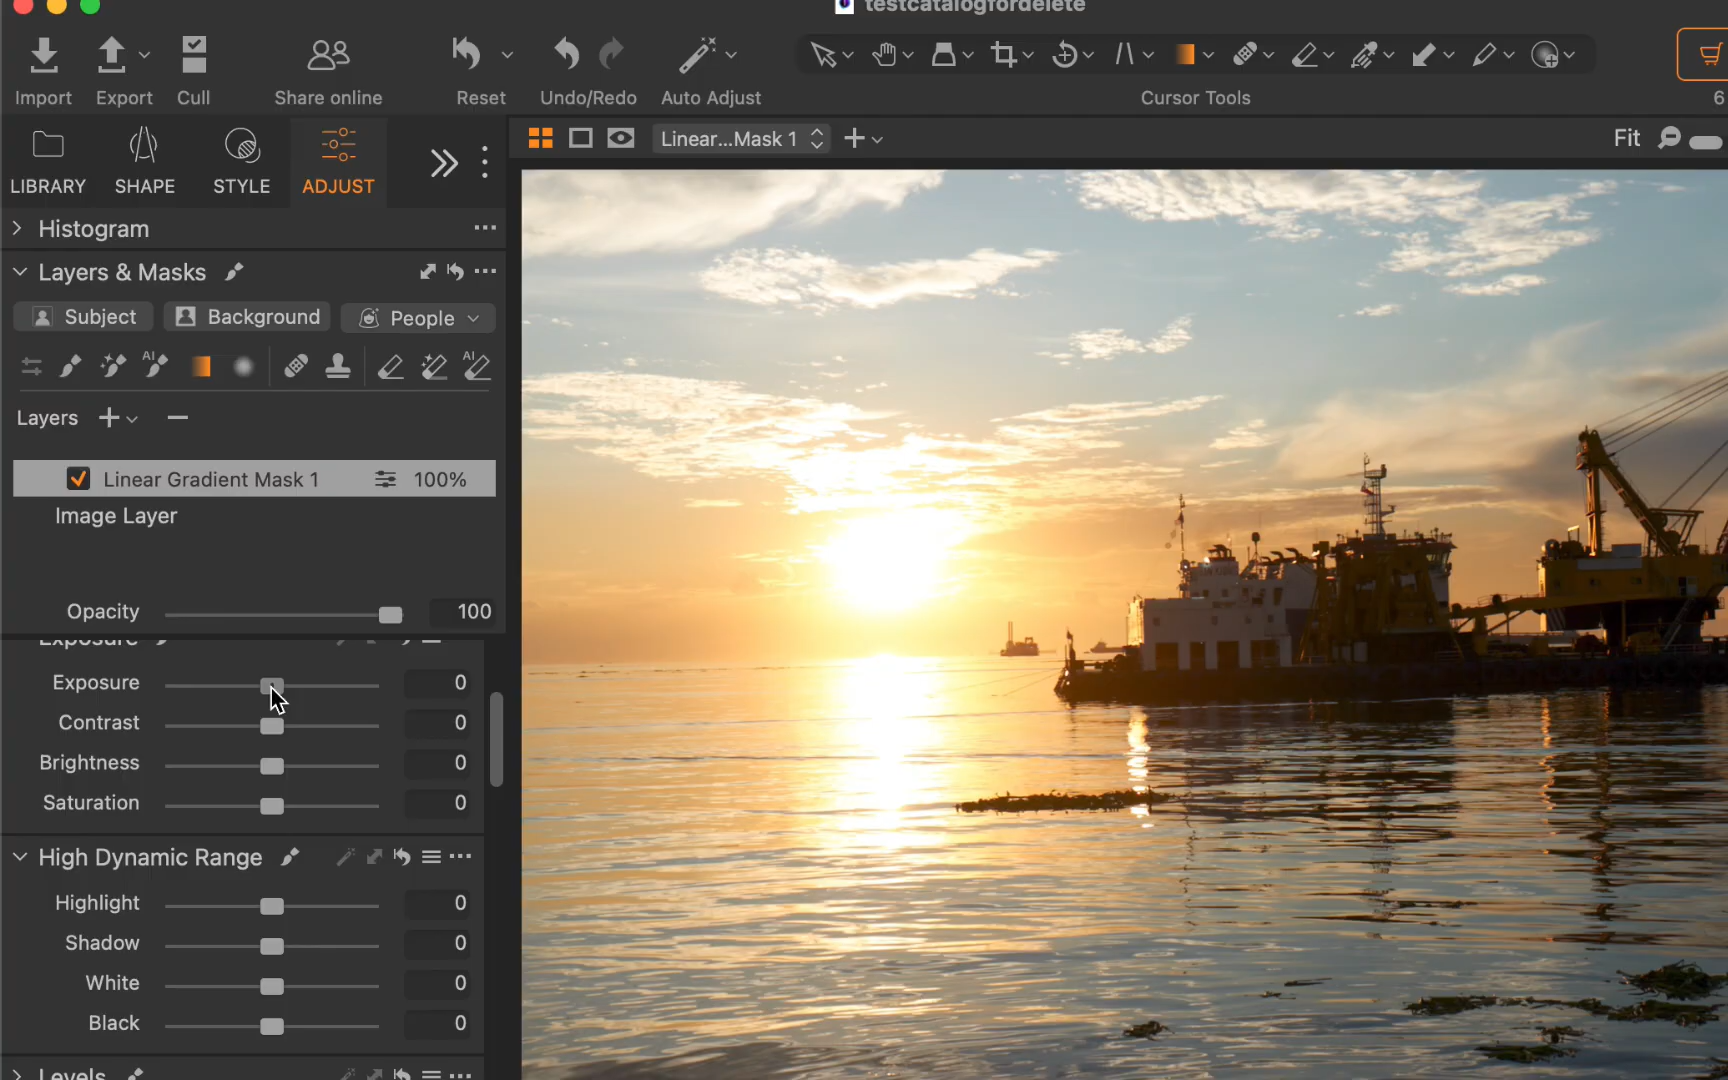 testcatalogfordelete
Import Export Cull Share online Reset Undo/Redo Auto Adjust Cursor Tools 6
LIBRARY SHAPE STYLE ADJUST
Linear...Mask 1
Fit
Histogram
Layers & Masks
Subject Background People
AI AI
Layers
Linear Gradient Mask 1 100%
Image Layer
Opacity 100
Exposure
Exposure 0
Contrast 0
Brightness 0
Saturation 0
High Dynamic Range
Highlight 0
Shadow 0
White 0
Black 0
Levels